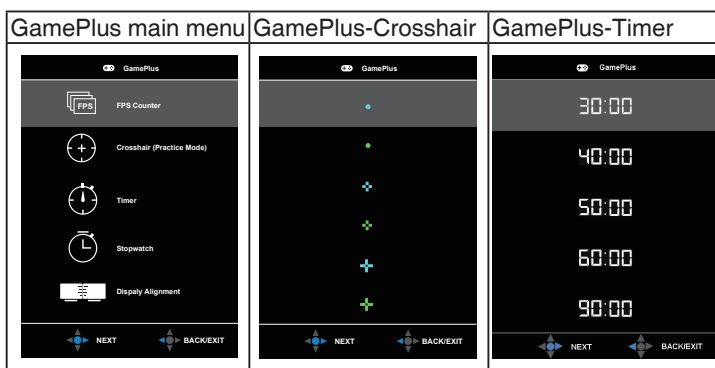 GamePlus main menu
GamePlus
FPS
FPS Counter
Crosshair (Practice Mode)
Timer
Stopwatch
Dispaly Alignment
NEXT BACK/EXIT
GamePlus-Crosshair
GamePlus
NEXT BACK/EXIT
GamePlus-Timer
GamePlus
30:00
40:00
50:00
60:00
90:00
NEXT BACK/EXIT